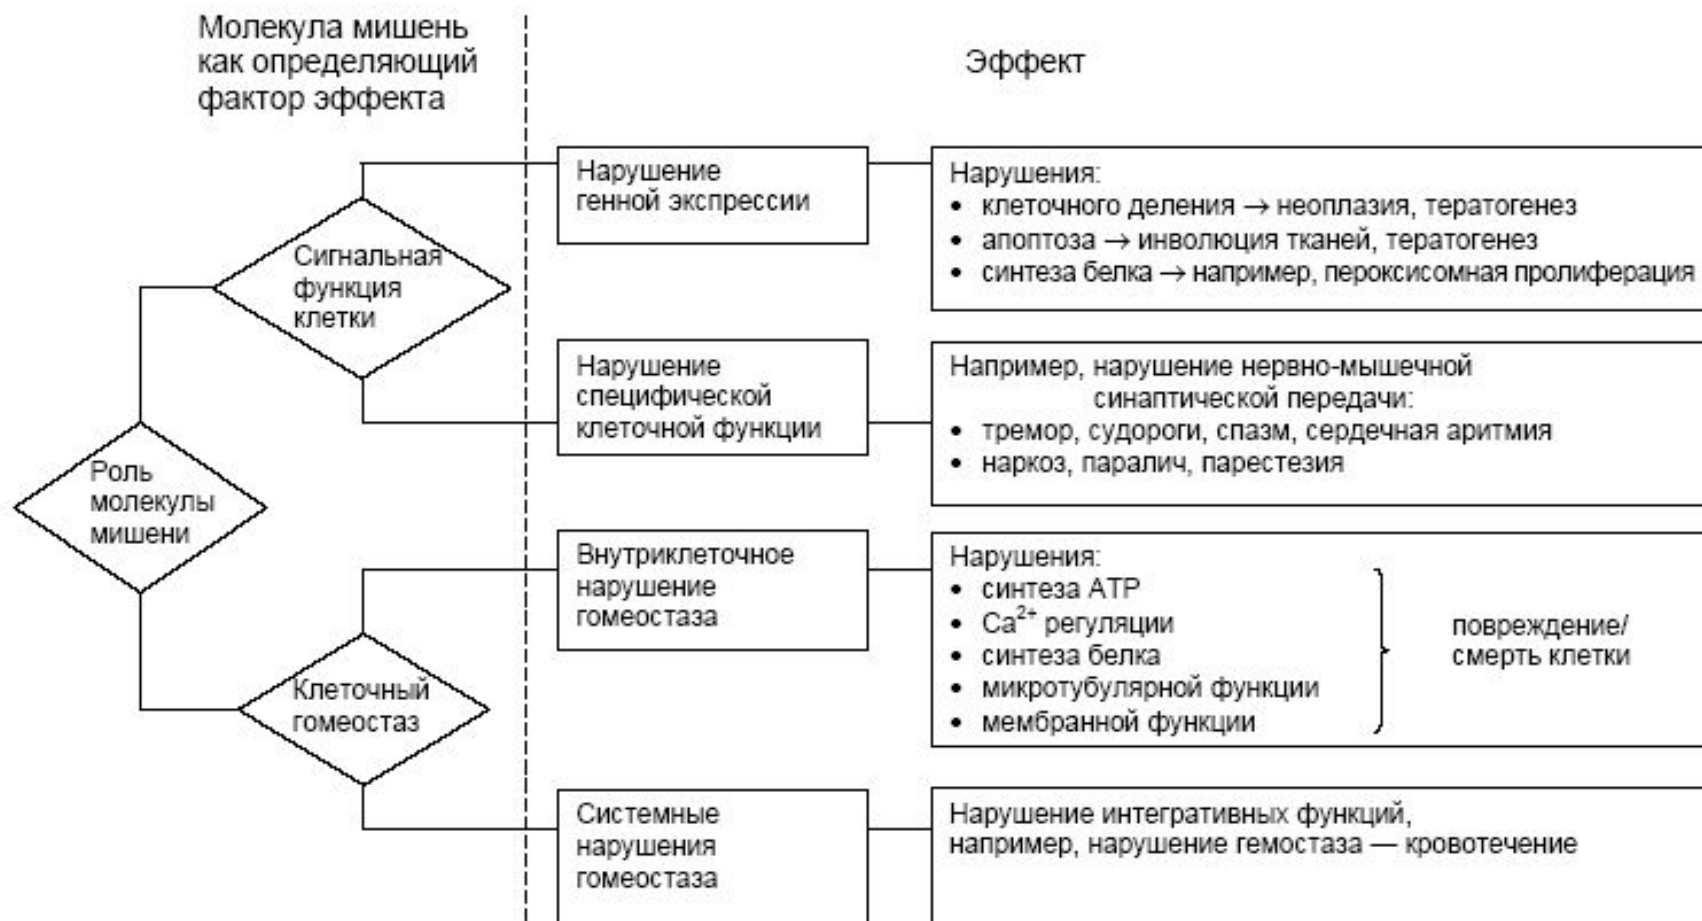 Молекула мишень
как определяющий
фактор эффекта
Эффект
Роль
молекулы
мишени
Сигнальная
функция
клетки
Нарушение
генной экспрессии
Нарушения:
• клеточного деления → неоплазия, тератогенез
• апоптоза → инволюция тканей, тератогенез
• синтеза белка → например, пероксисомная пролиферация
Нарушение
специфической
клеточной функции
Например, нарушение нервно-мышечной
синаптической передачи:
• тремор, судороги, спазм, сердечная аритмия
• наркоз, паралич, парестезия
Клеточный
гомеостаз
Внутриклеточное
нарушение
гомеостаза
Нарушения:
• синтеза АТР
• Ca²⁺ регуляции
• синтеза белка
• микротубулярной функции
• мембранной функции
повреждение/
смерть клетки
Системные
нарушения
гомеостаза
Нарушение интегративных функций,
например, нарушение гемостаза — кровотечение